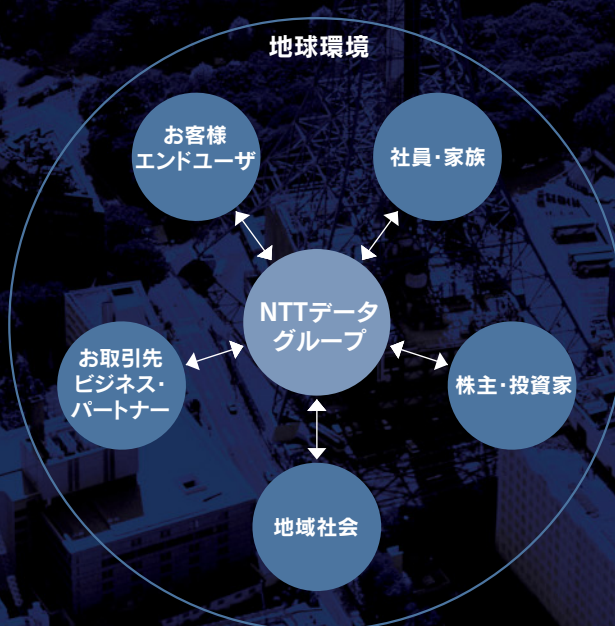 地球環境
お客様
エンドユーザ
社員・家族
NTTデータ
グループ
お取引先
ビジネス・
パートナー
株主・投資家
地域社会